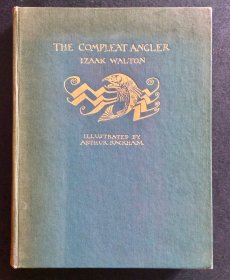 THE COMPLEAT ANGLER
IZAAK WALTON
ILLUSTRATED BY
ARTHUR RACKHAM